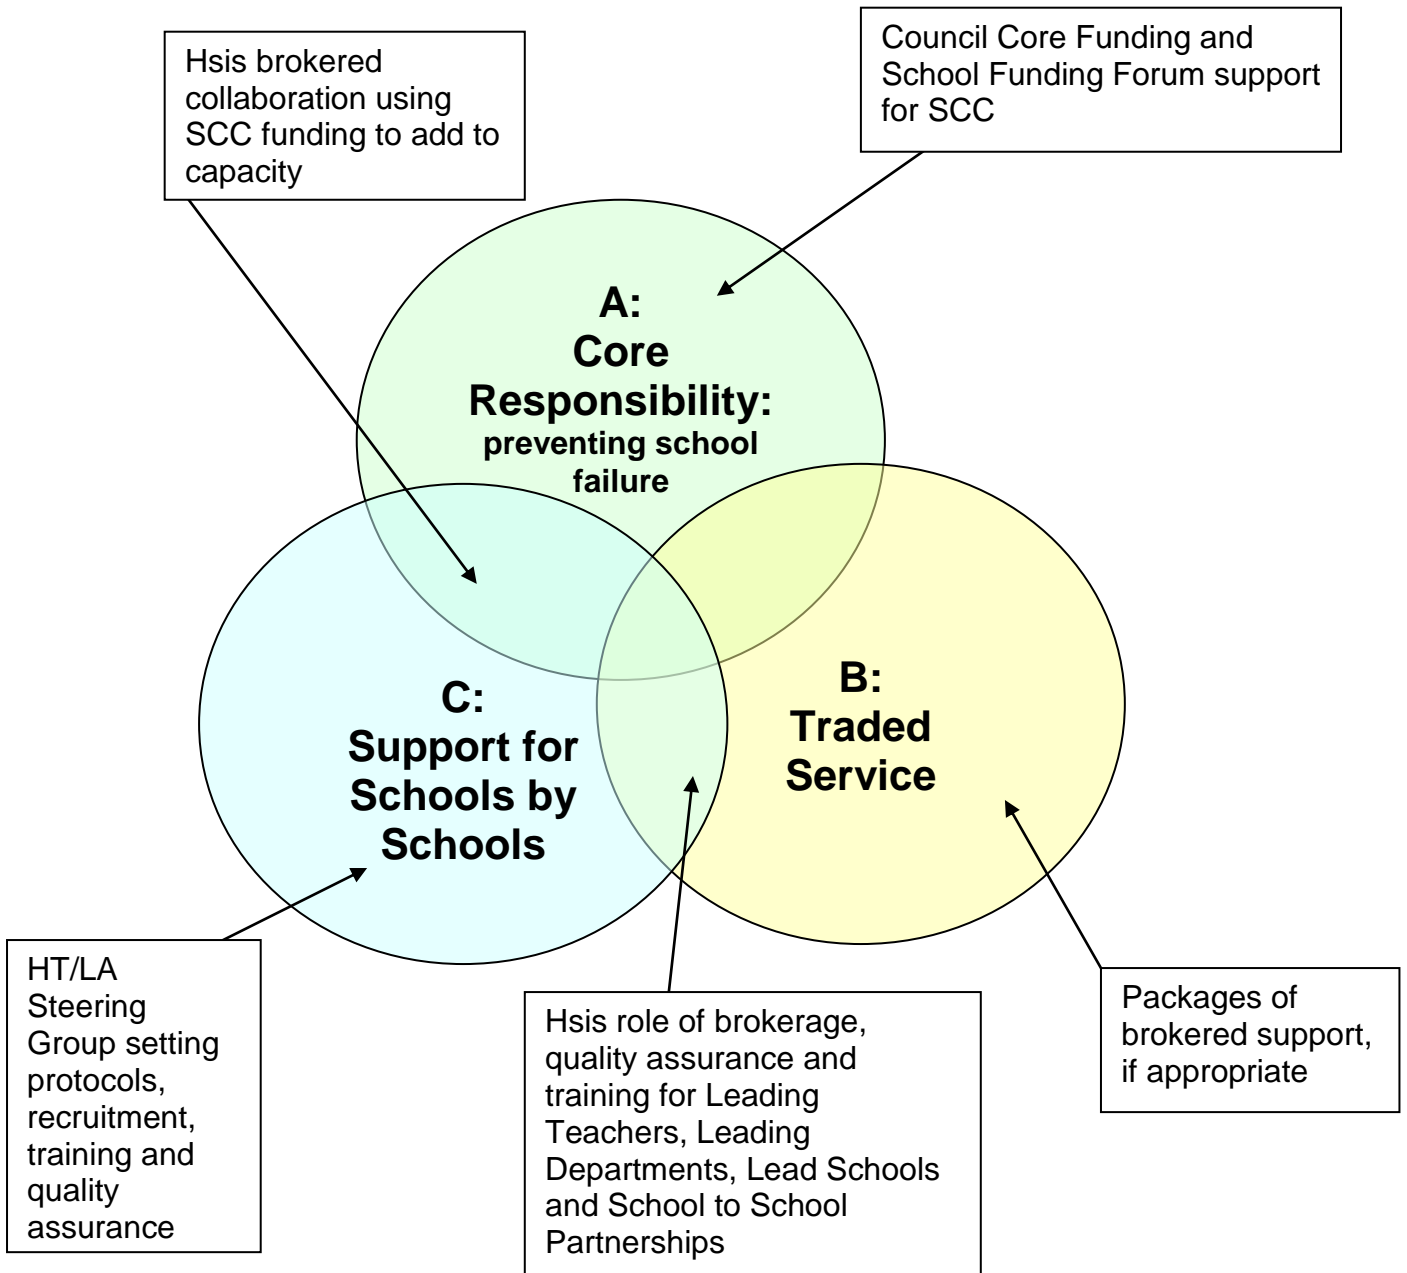 Hsis brokered
collaboration using
SCC funding to add to
capacity
Council Core Funding and
School Funding Forum support
for SCC
A:
Core
Responsibility:
preventing school
failure
B:
Traded
Service
C:
Support for
Schools by
Schools
HT/LA
Steering
Group setting
protocols,
recruitment,
training and
quality
assurance
Hsis role of brokerage,
quality assurance and
training for Leading
Teachers, Leading
Departments, Lead Schools
and School to School
Partnerships
Packages of
brokered support,
if appropriate